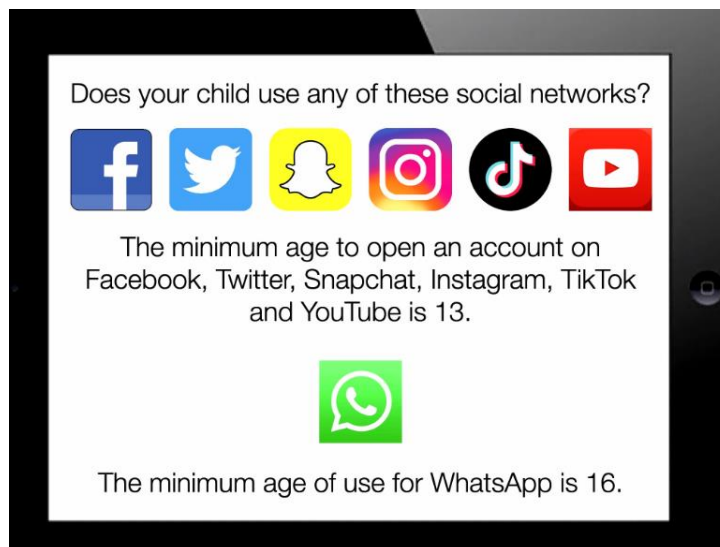 Does your child use any of these social networks?
The minimum age to open an account on
Facebook, Twitter, Snapchat, Instagram, TikTok
and YouTube is 13.
The minimum age of use for WhatsApp is 16.